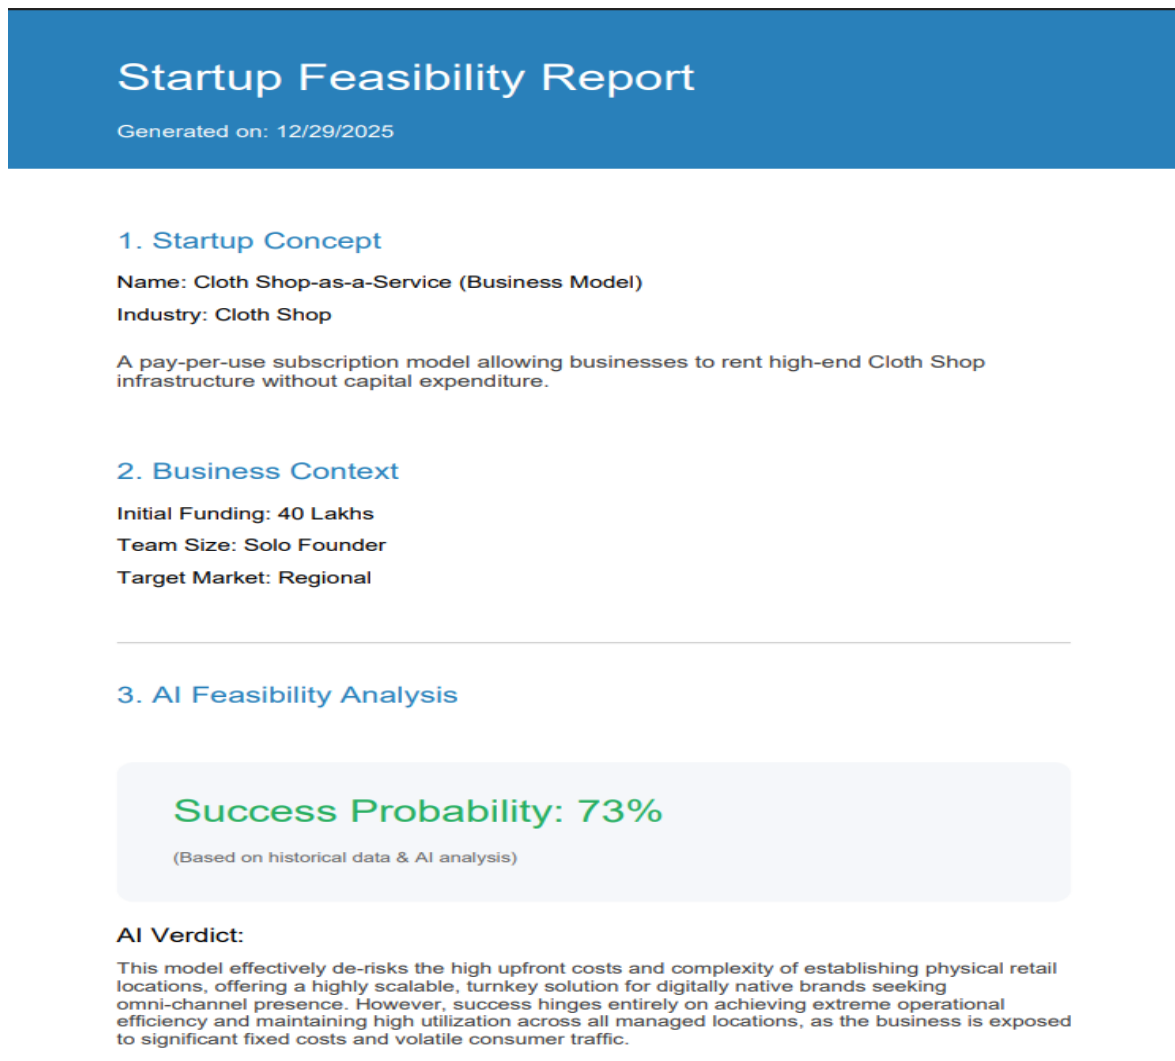 Startup Feasibility Report
Generated on: 12/29/2025
1. Startup Concept
Name: Cloth Shop-as-a-Service (Business Model)
Industry: Cloth Shop
A pay-per-use subscription model allowing businesses to rent high-end Cloth Shop
infrastructure without capital expenditure.
2. Business Context
Initial Funding: 40 Lakhs
Team Size: Solo Founder
Target Market: Regional
3. AI Feasibility Analysis
Success Probability: 73%
(Based on historical data & AI analysis)
AI Verdict:
This model effectively de-risks the high upfront costs and complexity of establishing physical retail
locations, offering a highly scalable, turnkey solution for digitally native brands seeking
omni-channel presence. However, success hinges entirely on achieving extreme operational
efficiency and maintaining high utilization across all managed locations, as the business is exposed
to significant fixed costs and volatile consumer traffic.